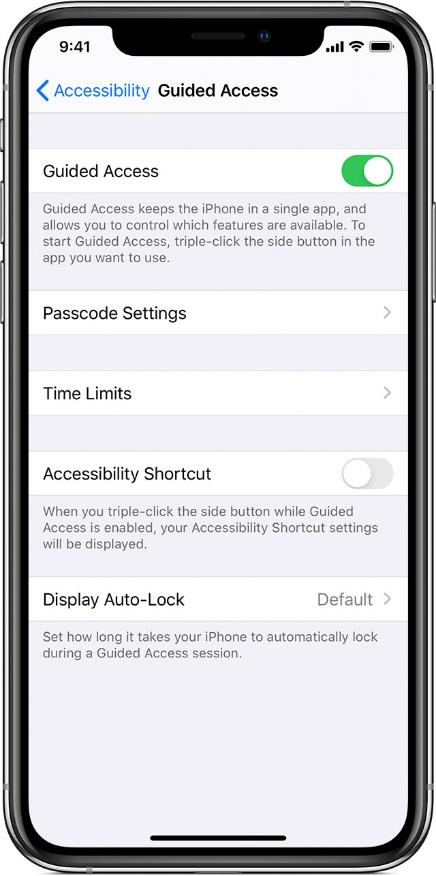 9:41
Accessibility Guided Access
Guided Access
Guided Access keeps the iPhone in a single app, and
allows you to control which features are available. To
start Guided Access, triple-click the side button in the
app you want to use.
Passcode Settings
Time Limits
Accessibility Shortcut
When you triple-click the side button while Guided
Access is enabled, your Accessibility Shortcut settings
will be displayed.
Display Auto-Lock Default
Set how long it takes your iPhone to automatically lock
during a Guided Access session.